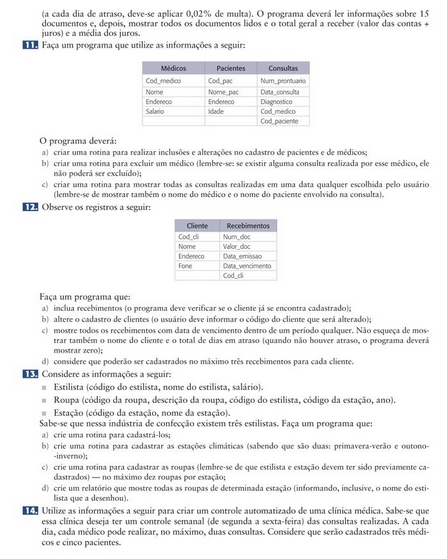 (a cada dia de atraso, deve-se aplicar 0,02% de multa). O programa deverá ler informações sobre 15
documentos e, depois, mostrar todos os documentos lidos e o total geral a receber (valor das contas +
juros) e a média dos juros.
11. Faça um programa que utilize as informações a seguir:
Médicos Pacientes Consultas
Cod_medico Cod_pac Num_prontuario
Nome Nome_pac Data_consulta
Endereco Endereco Diagnostico
Salario Idade Cod_medico
Cod_paciente
O programa deverá:
a) criar uma rotina para realizar inclusões e alterações no cadastro de pacientes e de médicos;
b) criar uma rotina para excluir um médico (lembre-se: se existir alguma consulta realizada por esse médico, ele
não poderá ser excluído);
c) criar uma rotina para mostrar todas as consultas realizadas em uma data qualquer escolhida pelo usuário
(lembre-se de mostrar também o nome do médico e o nome do paciente envolvido na consulta).
12. Observe os registros a seguir:
Cliente Recebimentos
Cod_cli Num_doc
Nome Valor_doc
Endereco Data_emissao
Fone Data_vencimento
Cod_cli
Faça um programa que:
a) inclua recebimentos (o programa deve verificar se o cliente já se encontra cadastrado);
b) altere o cadastro de clientes (o usuário deve informar o código do cliente que será alterado);
c) mostre todos os recebimentos com data de vencimento dentro de um período qualquer. Não esqueça de mos-
trar também o nome do cliente e o total de dias em atraso (quando não houver atraso, o programa deverá
mostrar zero);
d) considere que poderão ser cadastrados no máximo três recebimentos para cada cliente.
13. Considere as informações a seguir:
■ Estilista (código do estilista, nome do estilista, salário).
■ Roupa (código da roupa, descrição da roupa, código do estilista, código da estação, ano).
■ Estação (código da estação, nome da estação).
Sabe-se que nessa indústria de confecção existem três estilistas. Faça um programa que:
a) crie uma rotina para cadastrá-los;
b) crie uma rotina para cadastrar as estações climáticas (sabendo que são duas: primavera-verão e outono-
-inverno);
c) crie uma rotina para cadastrar as roupas (lembre-se de que estilista e estação devem ter sido previamente ca-
dastrados) — no máximo dez roupas por estação;
d) crie um relatório que mostre todas as roupas de determinada estação (informando, inclusive, o nome do esti-
lista que a desenhou).
14. Utilize as informações a seguir para criar um controle automatizado de uma clínica médica. Sabe-se que
essa clínica deseja ter um controle semanal (de segunda a sexta-feira) das consultas realizadas. A cada
dia, cada médico pode realizar, no máximo, duas consultas. Considere que serão cadastrados três médi-
cos e cinco pacientes.